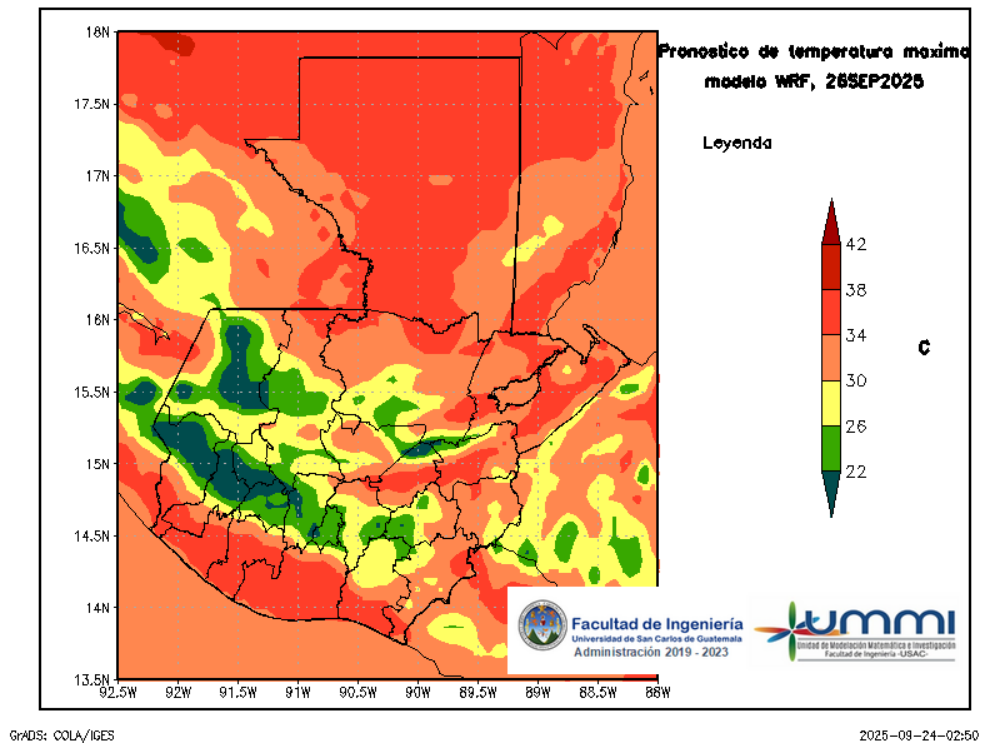 Pronostico de temperatura maxima
modelo WRF, 26SEP2025
Leyenda
18N
17.5N
17N
16.5N
16N
15.5N
15N
14.5N
14N
13.5N
92.5W 92W 91.5W 91W 90.5W 90W 89.5W 89W 88.5W 88W
42
38
34
30
26
22
C
Facultad de Ingeniería
Universidad de San Carlos de Guatemala
Administración 2019 - 2023
ummi
Unidad de Modelación Matemática e Investigación
Facultad de Ingeniería -USAC-
GrADS: COLA/IGES
2025-09-24-02:50